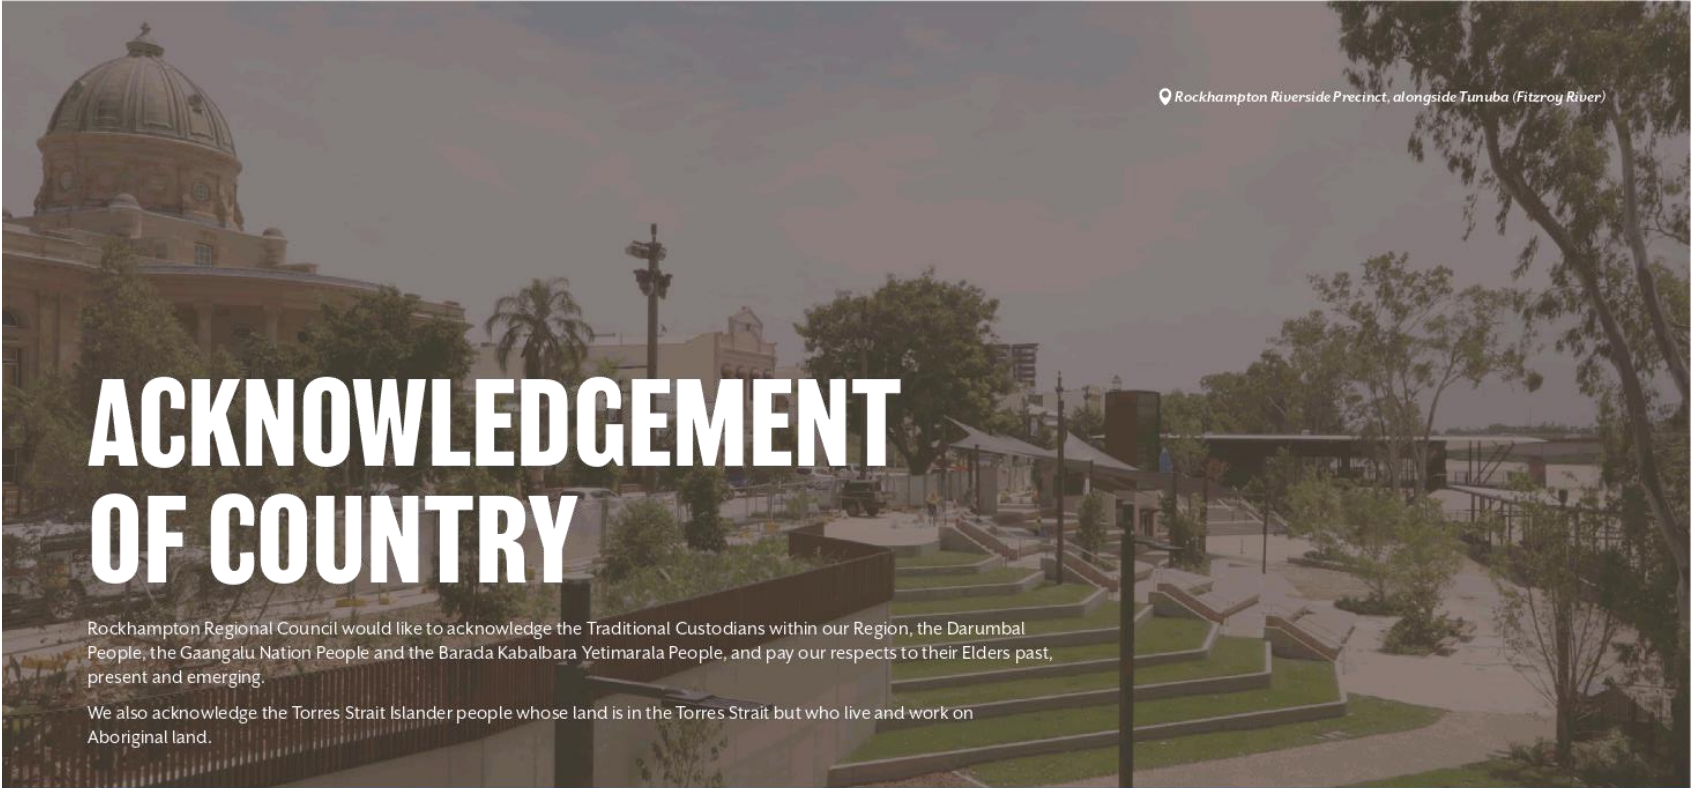 Rockhampton Riverside Precinct, alongside Tunuba (Fitzroy River)
ACKNOWLEDGEMENT
OF COUNTRY
Rockhampton Regional Council would like to acknowledge the Traditional Custodians within our Region, the Darumbal
People, the Gaangalu Nation People and the Barada Kabalbara Yetimarala People, and pay our respects to their Elders past,
present and emerging.
We also acknowledge the Torres Strait Islander people whose land is in the Torres Strait but who live and work on
Aboriginal land.